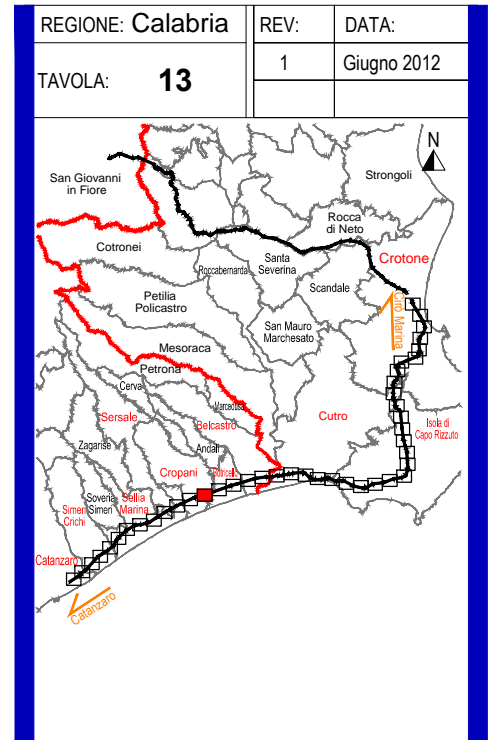 REGIONE: Calabria
REV:
DATA:
TAVOLA: 13
1
Giugno 2012
N
San Giovanni
in Fiore
Strongoli
Rocca
di Neto
Cotronei
Santa
Severina
Crotone
Roccabernarda
Scandale
Petilia
Policastro
Ciro Marina
San Mauro
Marchesato
Mesoraca
Petrona
Cerva
Marcedusa
Sersale
Belcastro
Cutro
Isola di
Capo Rizzuto
Andali
Zagarise
Cropani
Botricello
Soveria
Simeri
Sellia
Marina
Simeri
Crichi
Catanzaro
Catanzaro